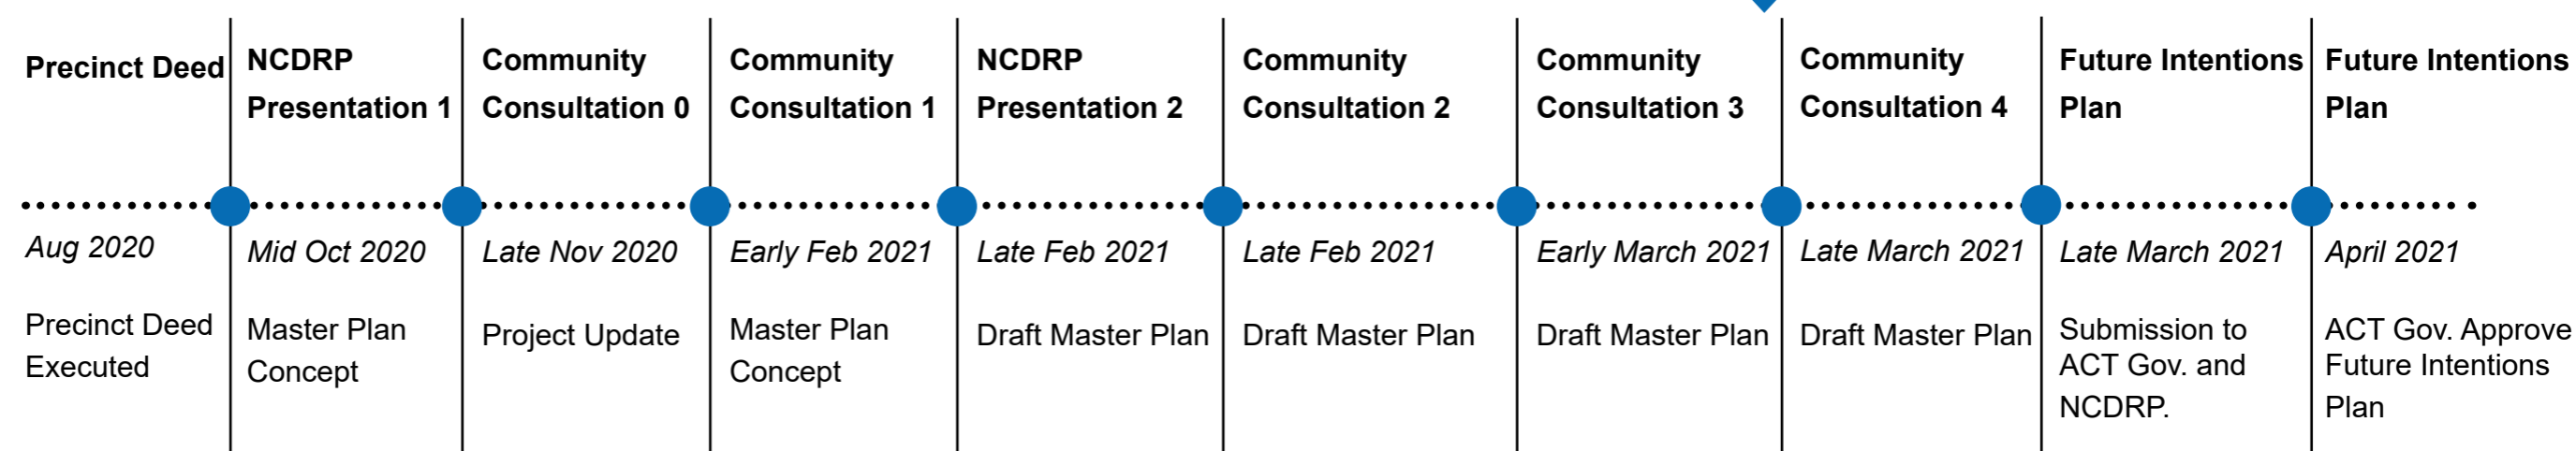 Precinct Deed
Aug 2020
Precinct Deed
Executed
NCDRP
Presentation 1
Mid Oct 2020
Master Plan
Concept
Community
Consultation 0
Late Nov 2020
Project Update
Community
Consultation 1
Early Feb 2021
Master Plan
Concept
NCDRP
Presentation 2
Late Feb 2021
Draft Master Plan
Community
Consultation 2
Late Feb 2021
Draft Master Plan
Community
Consultation 3
Early March 2021
Draft Master Plan
Community
Consultation 4
Late March 2021
Draft Master Plan
Future Intentions
Plan
Late March 2021
Submission to
ACT Gov. and
NCDRP.
Future Intentions
Plan
April 2021
ACT Gov. Approve
Future Intentions
Plan